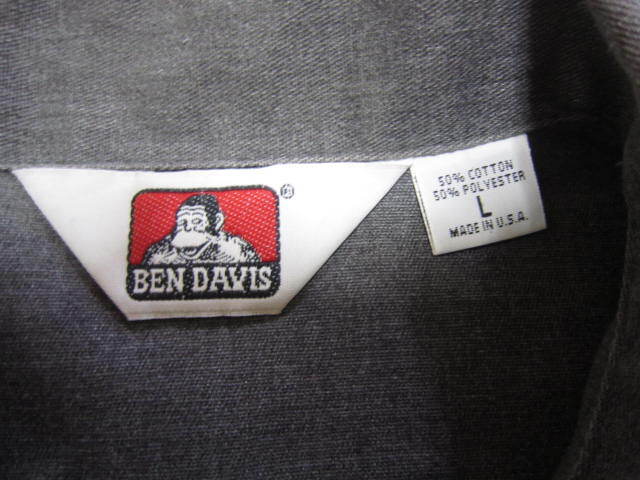 ®
BEN DAVIS
50% COTTON
50% POLYESTER
L
MADE IN U.S.A.